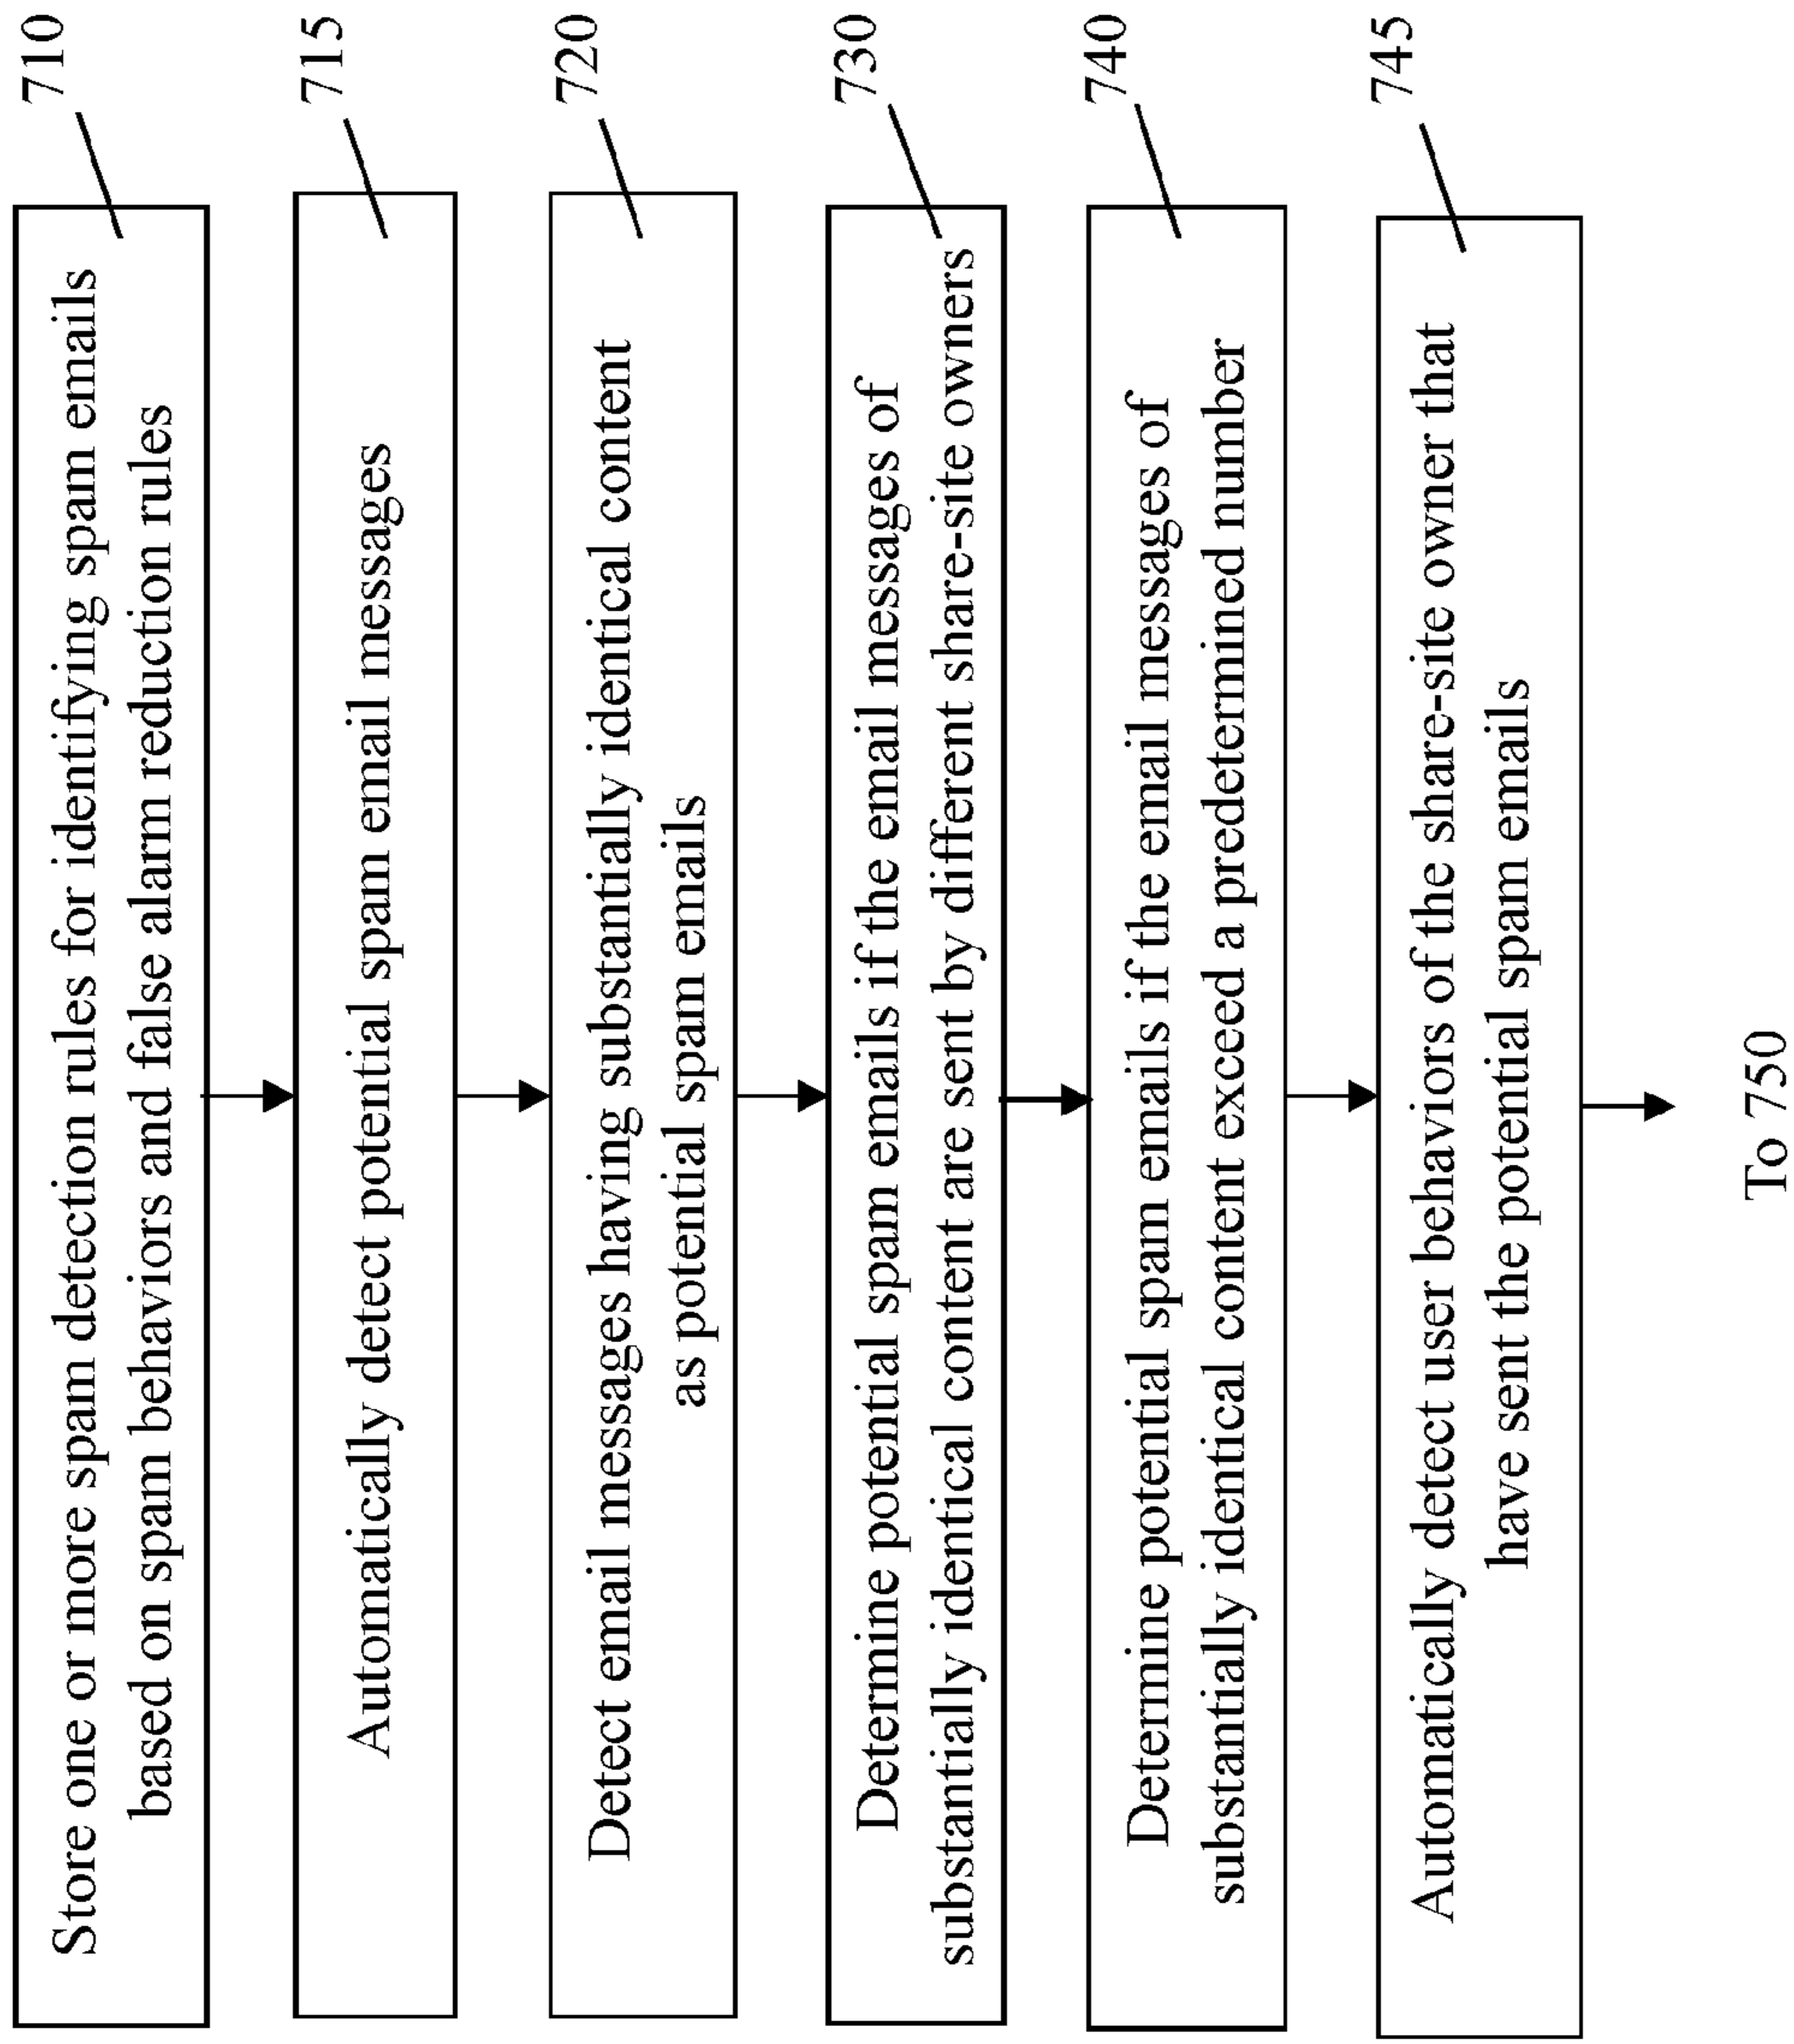 710
Store one or more spam detection rules for identifying spam emails
based on spam behaviors and false alarm reduction rules
715
Automatically detect potential spam email messages
720
Detect email messages having substantially identical content
as potential spam emails
730
Determine potential spam emails if the email messages of
substantially identical content are sent by different share-site owners
740
Determine potential spam emails if the email messages of
substantially identical content exceed a predetermined number
745
Automatically detect user behaviors of the share-site owner that
have sent the potential spam emails
To 750